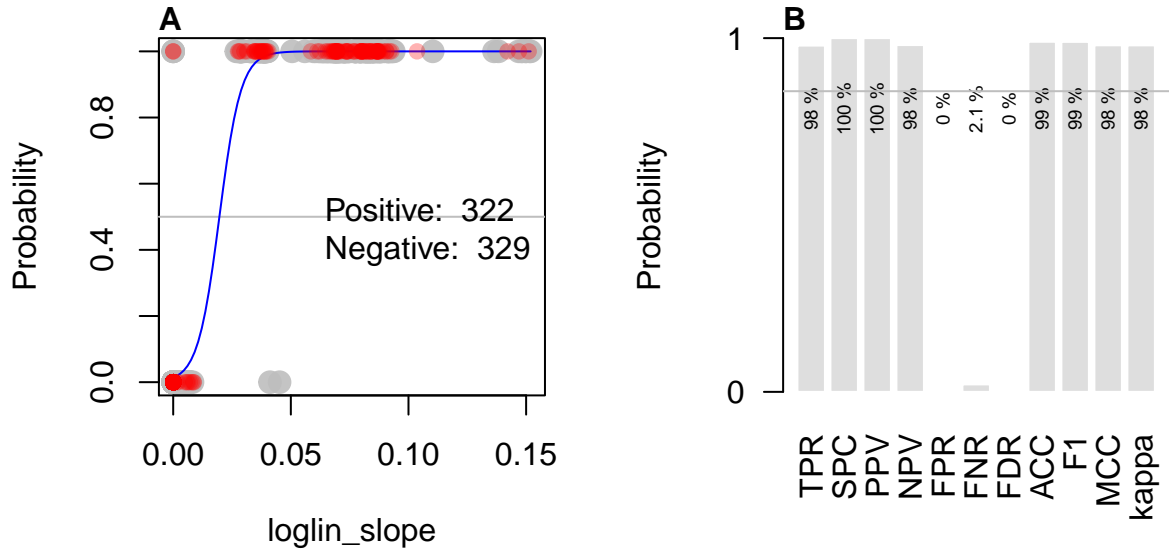 A
Probability
0.0
0.4
0.8
Positive: 322
Negative: 329
0.00 0.05 0.10 0.15
loglin_slope
B
Probability
1
0
98 % 100 % 100 % 98 % 0 % 2.1 % 0 % 99 % 99 % 98 % 98 %
TPR SPC PPV NPV FPR FNR FDR ACC F1 MCC kappa